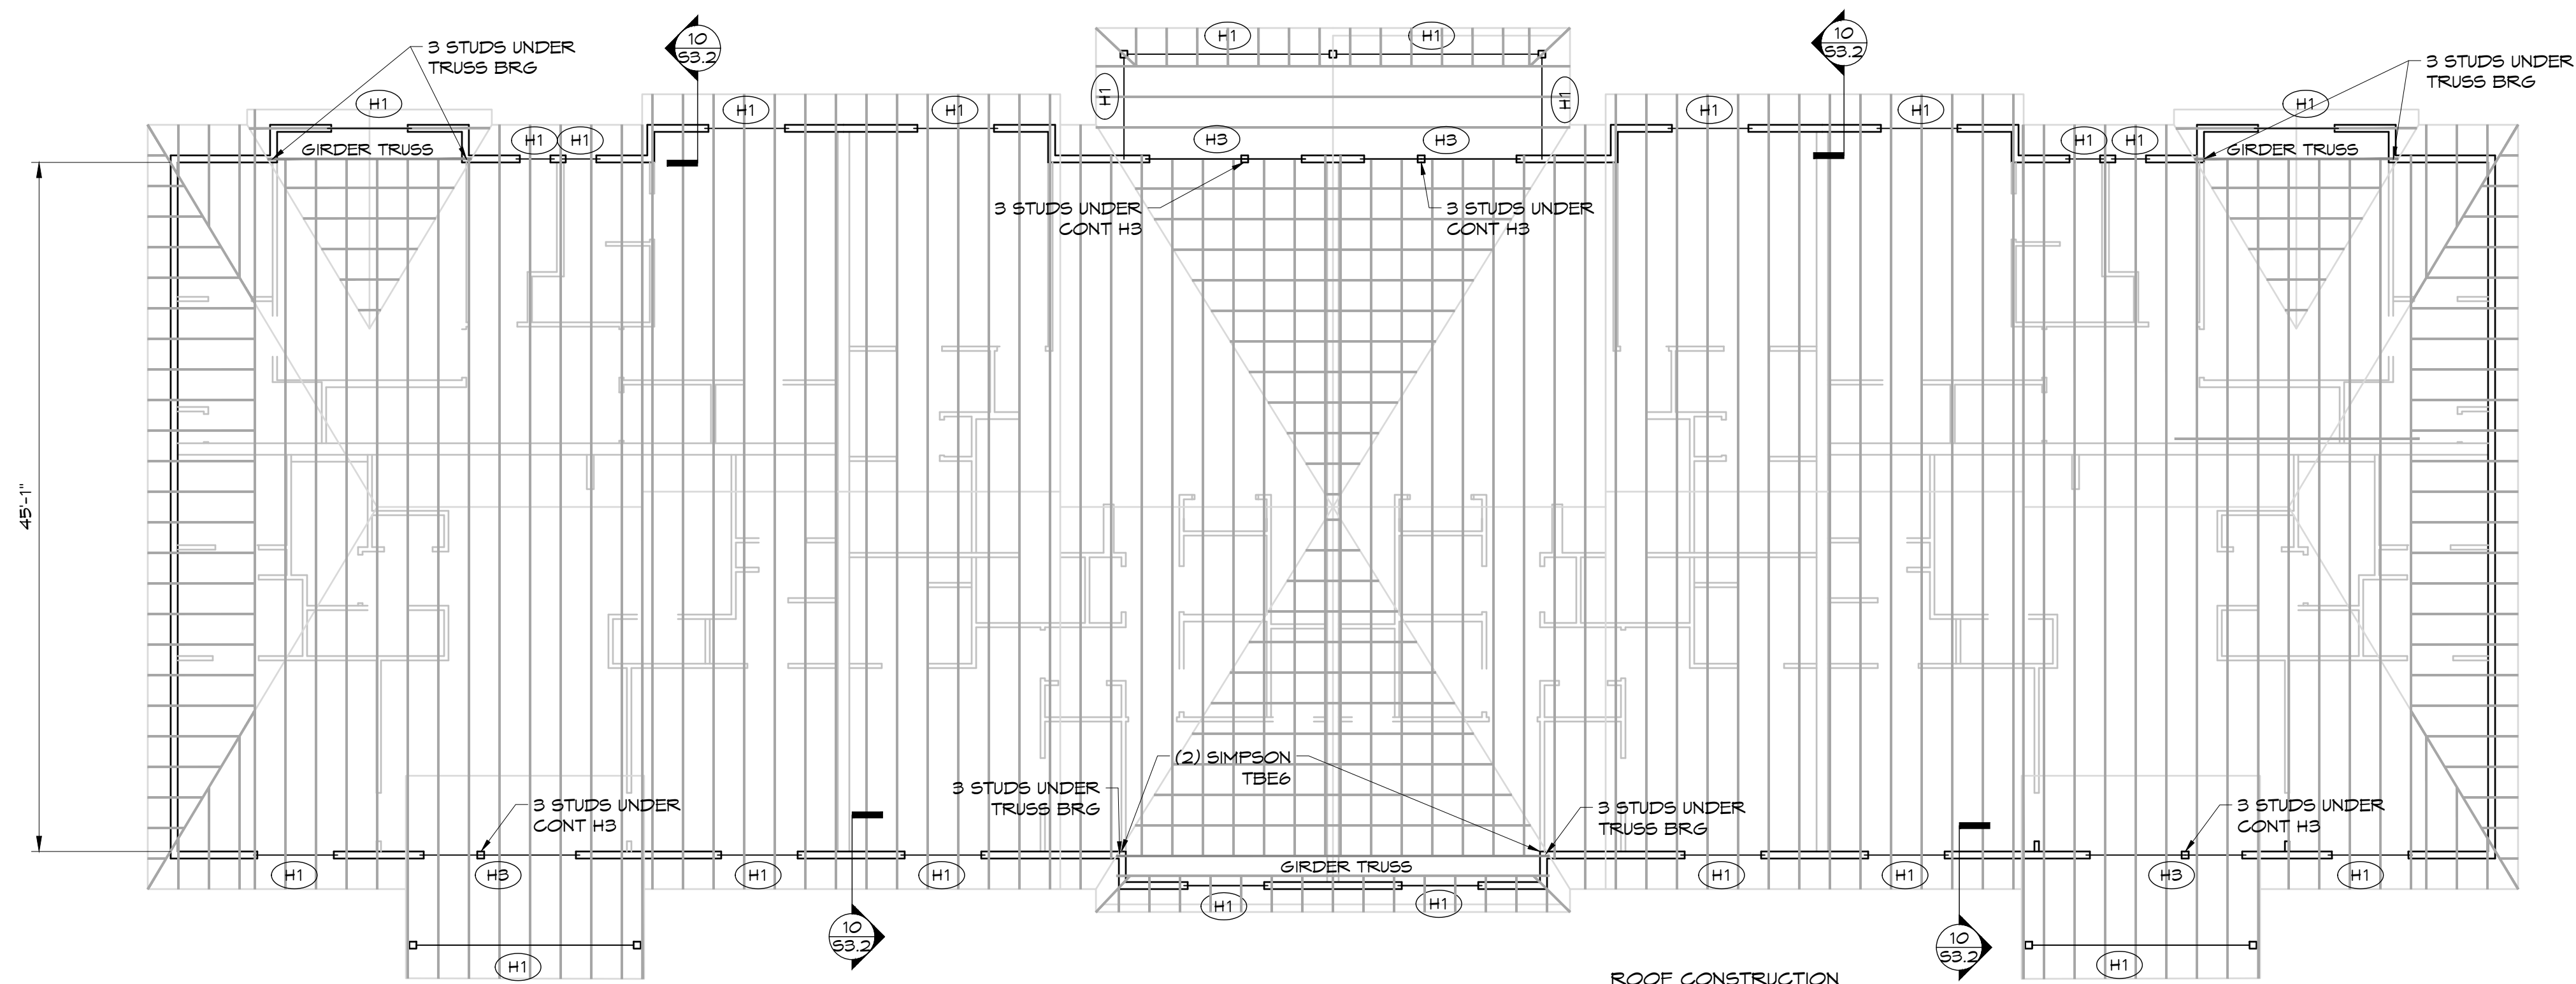 10
S3.2
10
S3.2
H1
H1
3 STUDS UNDER
TRUSS BRG
3 STUDS UNDER
TRUSS BRG
H1
H1
H1
H1
H1
H1
H1
H1
H1
H1
H1
H3
H3
H1
H1
GIRDER TRUSS
GIRDER TRUSS
3 STUDS UNDER
CONT H3
3 STUDS UNDER
CONT H3
45'-1"
(2) SIMPSON
TBE6
3 STUDS UNDER
TRUSS BRG
3 STUDS UNDER
CONT H3
3 STUDS UNDER
TRUSS BRG
3 STUDS UNDER
CONT H3
GIRDER TRUSS
H1
H3
H1
H1
H1
H1
H3
H1
H1
H1
10
S3.2
10
S3.2
H1
H1
ROOF CONSTRUCTION